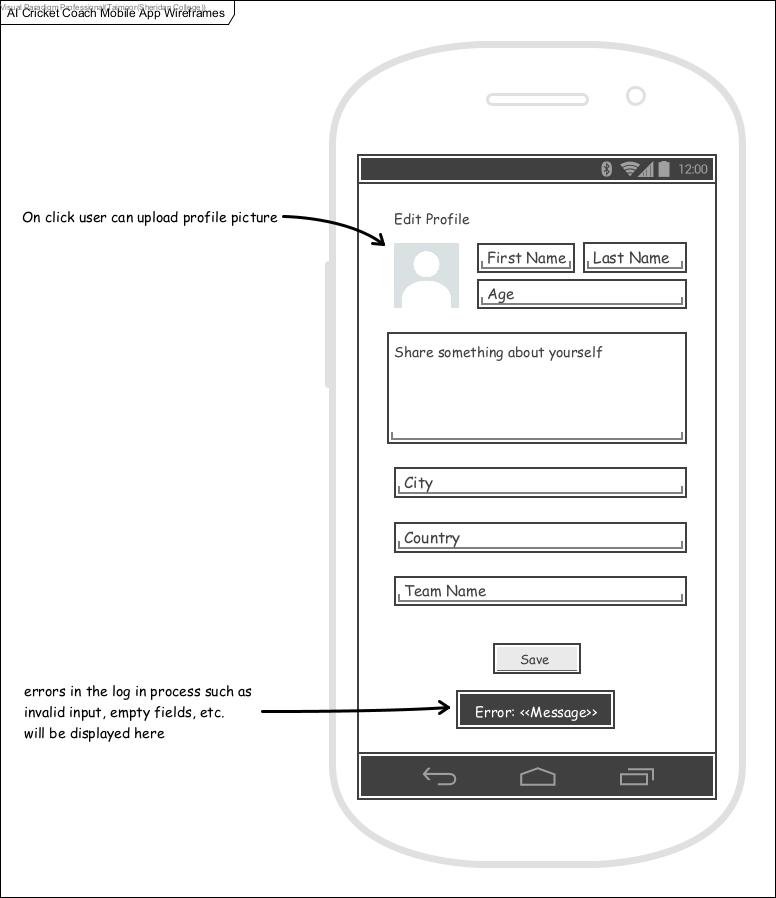 Visual Paradigm Professional(Taimoor(Sheridan College))
AI Cricket Coach Mobile App Wireframes
12:00
On click user can upload profile picture
Edit Profile
First Name
Last Name
Age
Share something about yourself
City
Country
Team Name
Save
errors in the log in process such as
invalid input, empty fields, etc.
will be displayed here
Error: <<Message>>